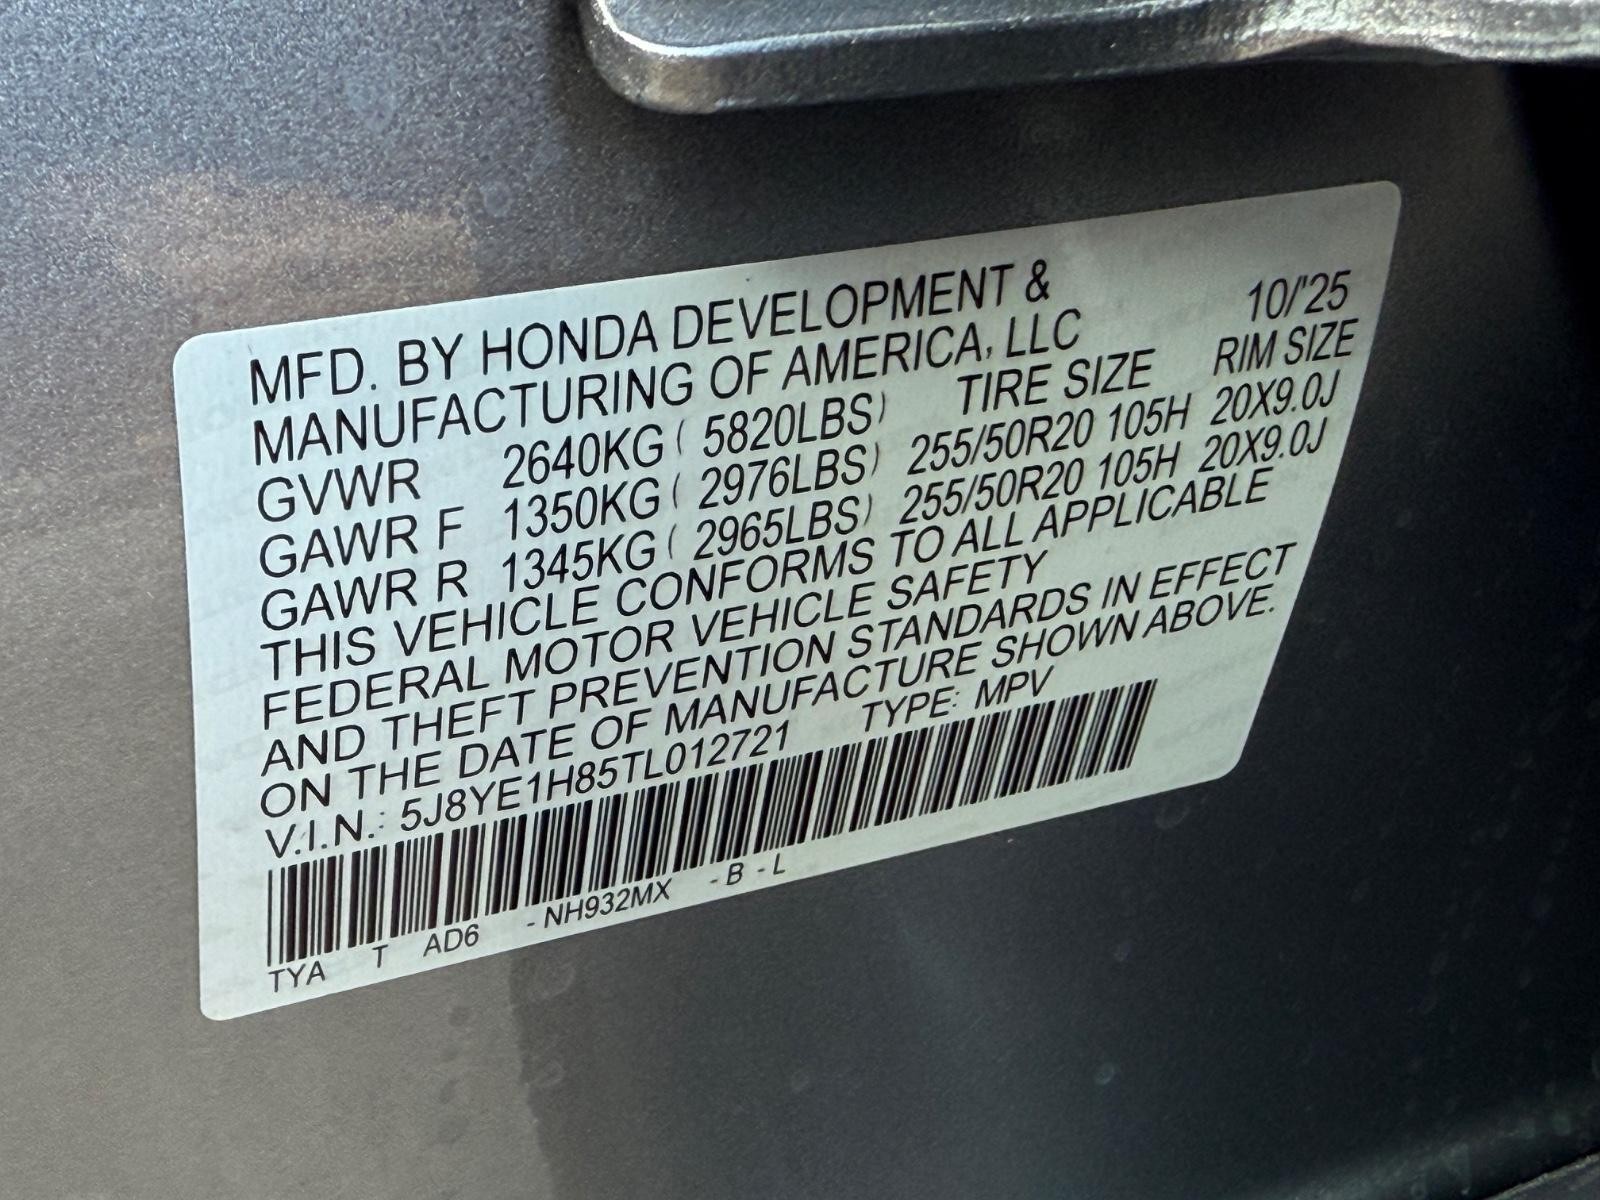 MFD. BY HONDA DEVELOPMENT &
MANUFACTURING OF AMERICA, LLC 10/'25
GVWR 2640KG ( 5820LBS) TIRE SIZE RIM SIZE
GAWR F 1350KG ( 2976LBS) 255/50R20 105H 20X9.0J
GAWR R 1345KG ( 2965LBS) 255/50R20 105H 20X9.0J
THIS VEHICLE CONFORMS TO ALL APPLICABLE
FEDERAL MOTOR VEHICLE SAFETY
AND THEFT PREVENTION STANDARDS IN EFFECT
ON THE DATE OF MANUFACTURE SHOWN ABOVE.
V.I.N.: 5J8YE1H85TL012721 TYPE: MPV
TYA T AD6 - NH932MX - B - L